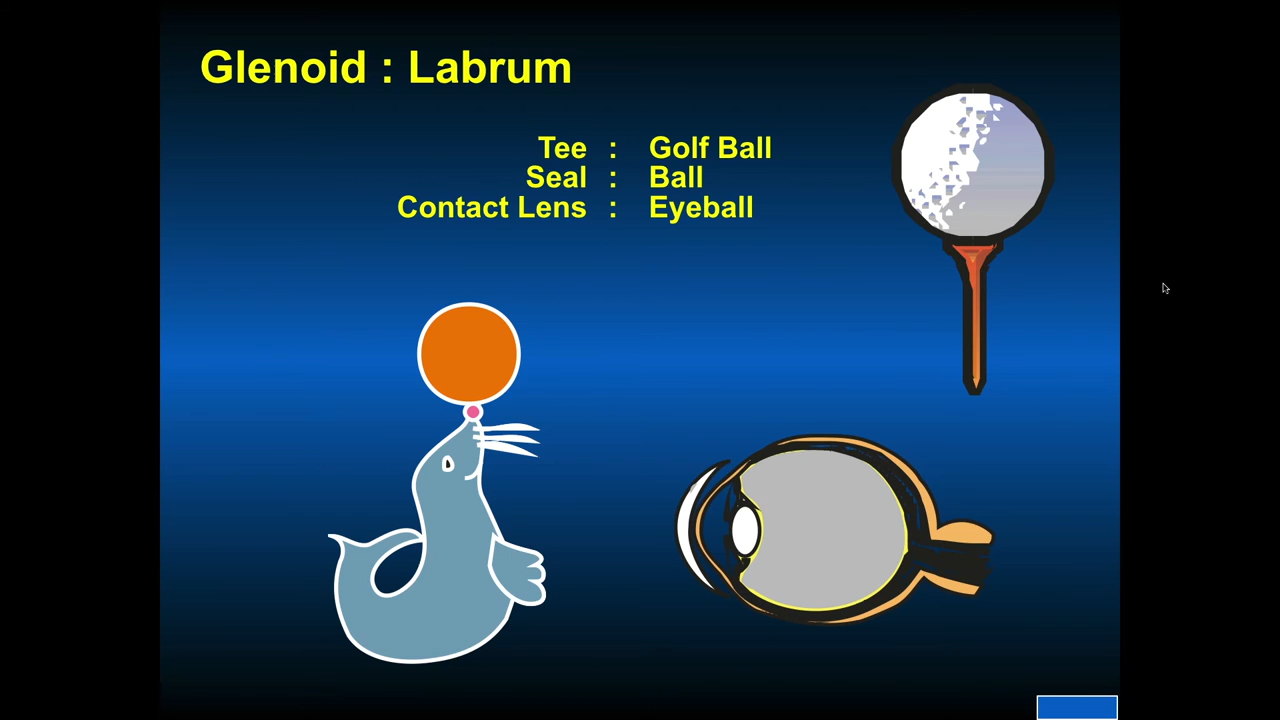 Glenoid : Labrum
Tee : Golf Ball
Seal : Ball
Contact Lens : Eyeball